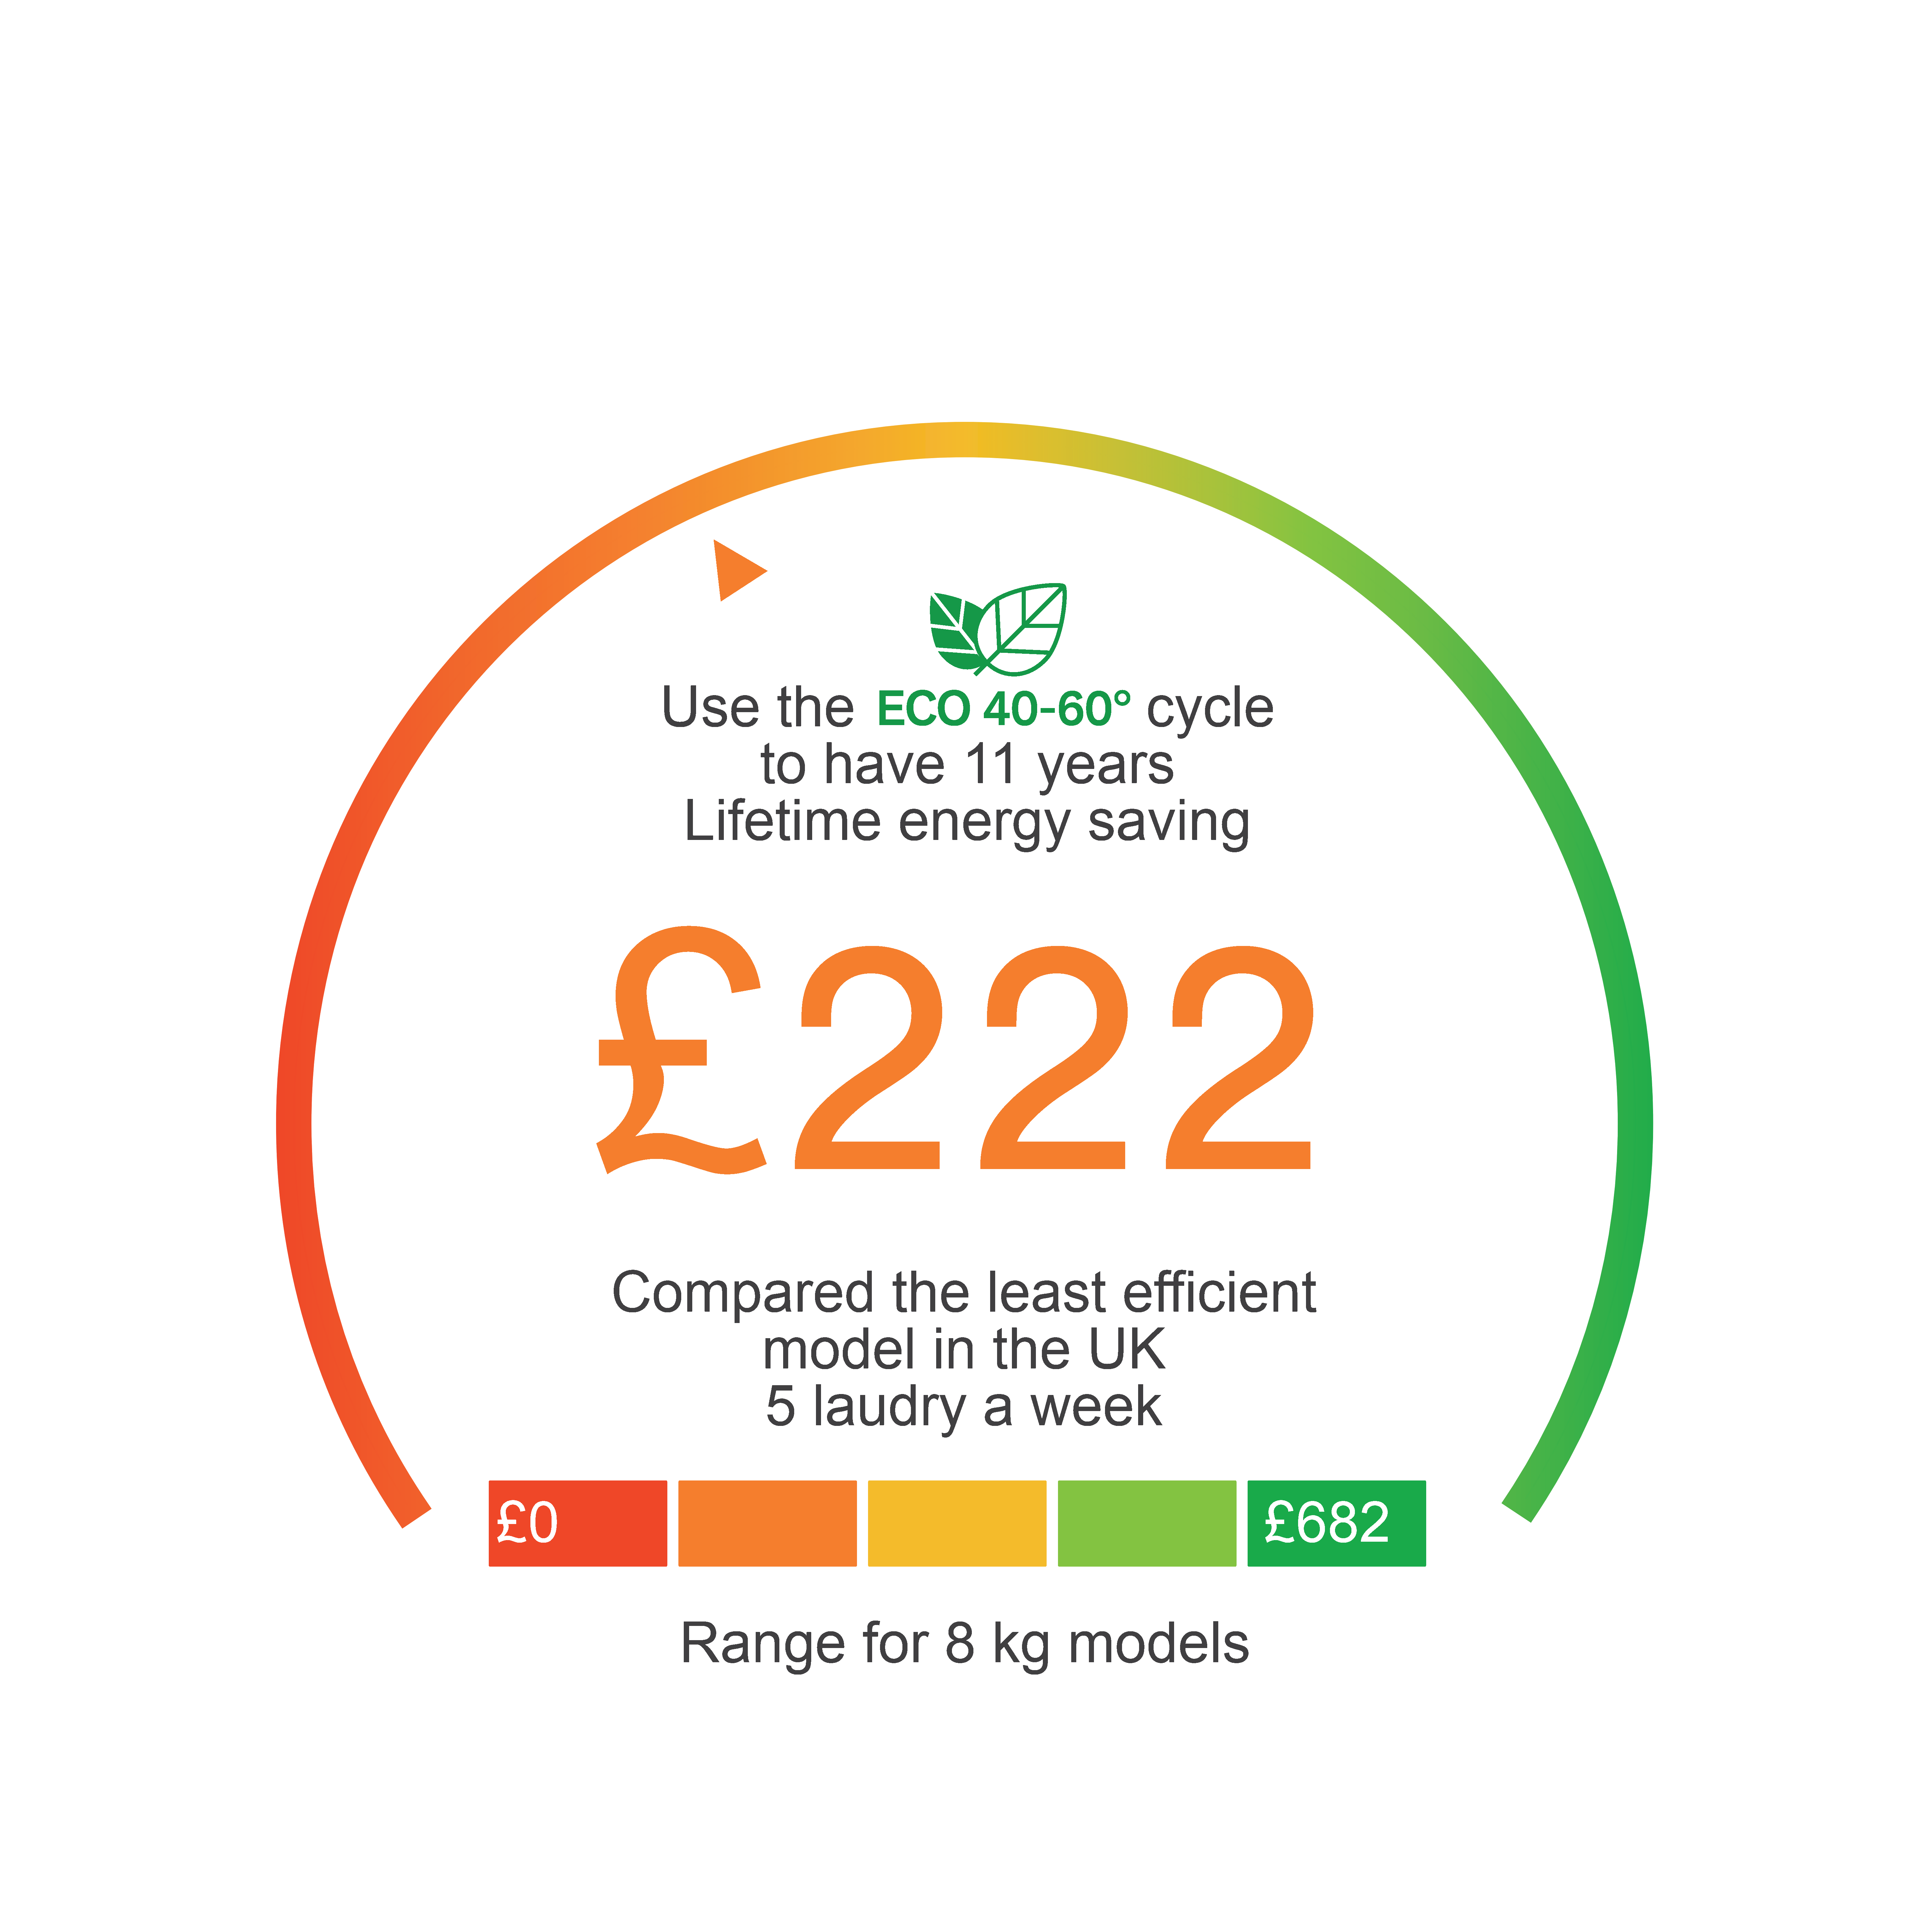 Use the ECO 40-60° cycle
to have 11 years
Lifetime energy saving
£222
Compared the least efficient
model in the UK
5 laudry a week
£0 £682
Range for 8 kg models